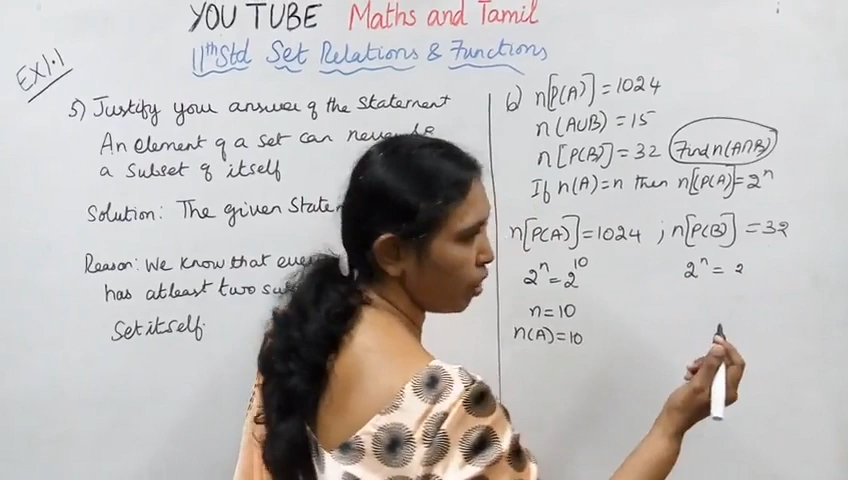 YOU TUBE Maths and Tamil
11th Std Set Relations & Functions
EX 1.1
5) Justify your answer of the Statement
An element of a set can never be
a subset of itself
Solution: The given State
Reason: We know that eve
has atleast two su
Set itself.
6) n[P(A)] = 1024
n(A∪B) = 15
n[P(B)] = 32 Find n(A∩B)
If n(A)=n then n[(P(A)]=2ⁿ
n[P(A)]=1024 ; n[P(B)] = 32
2ⁿ = 2¹⁰ 2ⁿ = 2
n = 10
n(A)=10